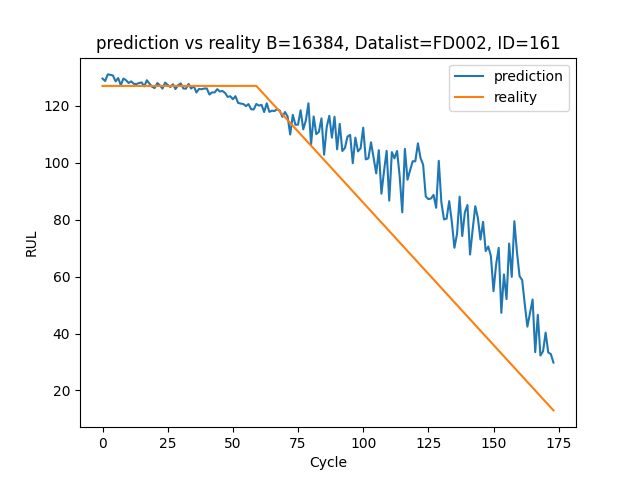 prediction vs reality B=16384, Datalist=FD002, ID=161
prediction
reality
RUL
120
100
80
60
40
20
0 25 50 75 100 125 150 175
Cycle